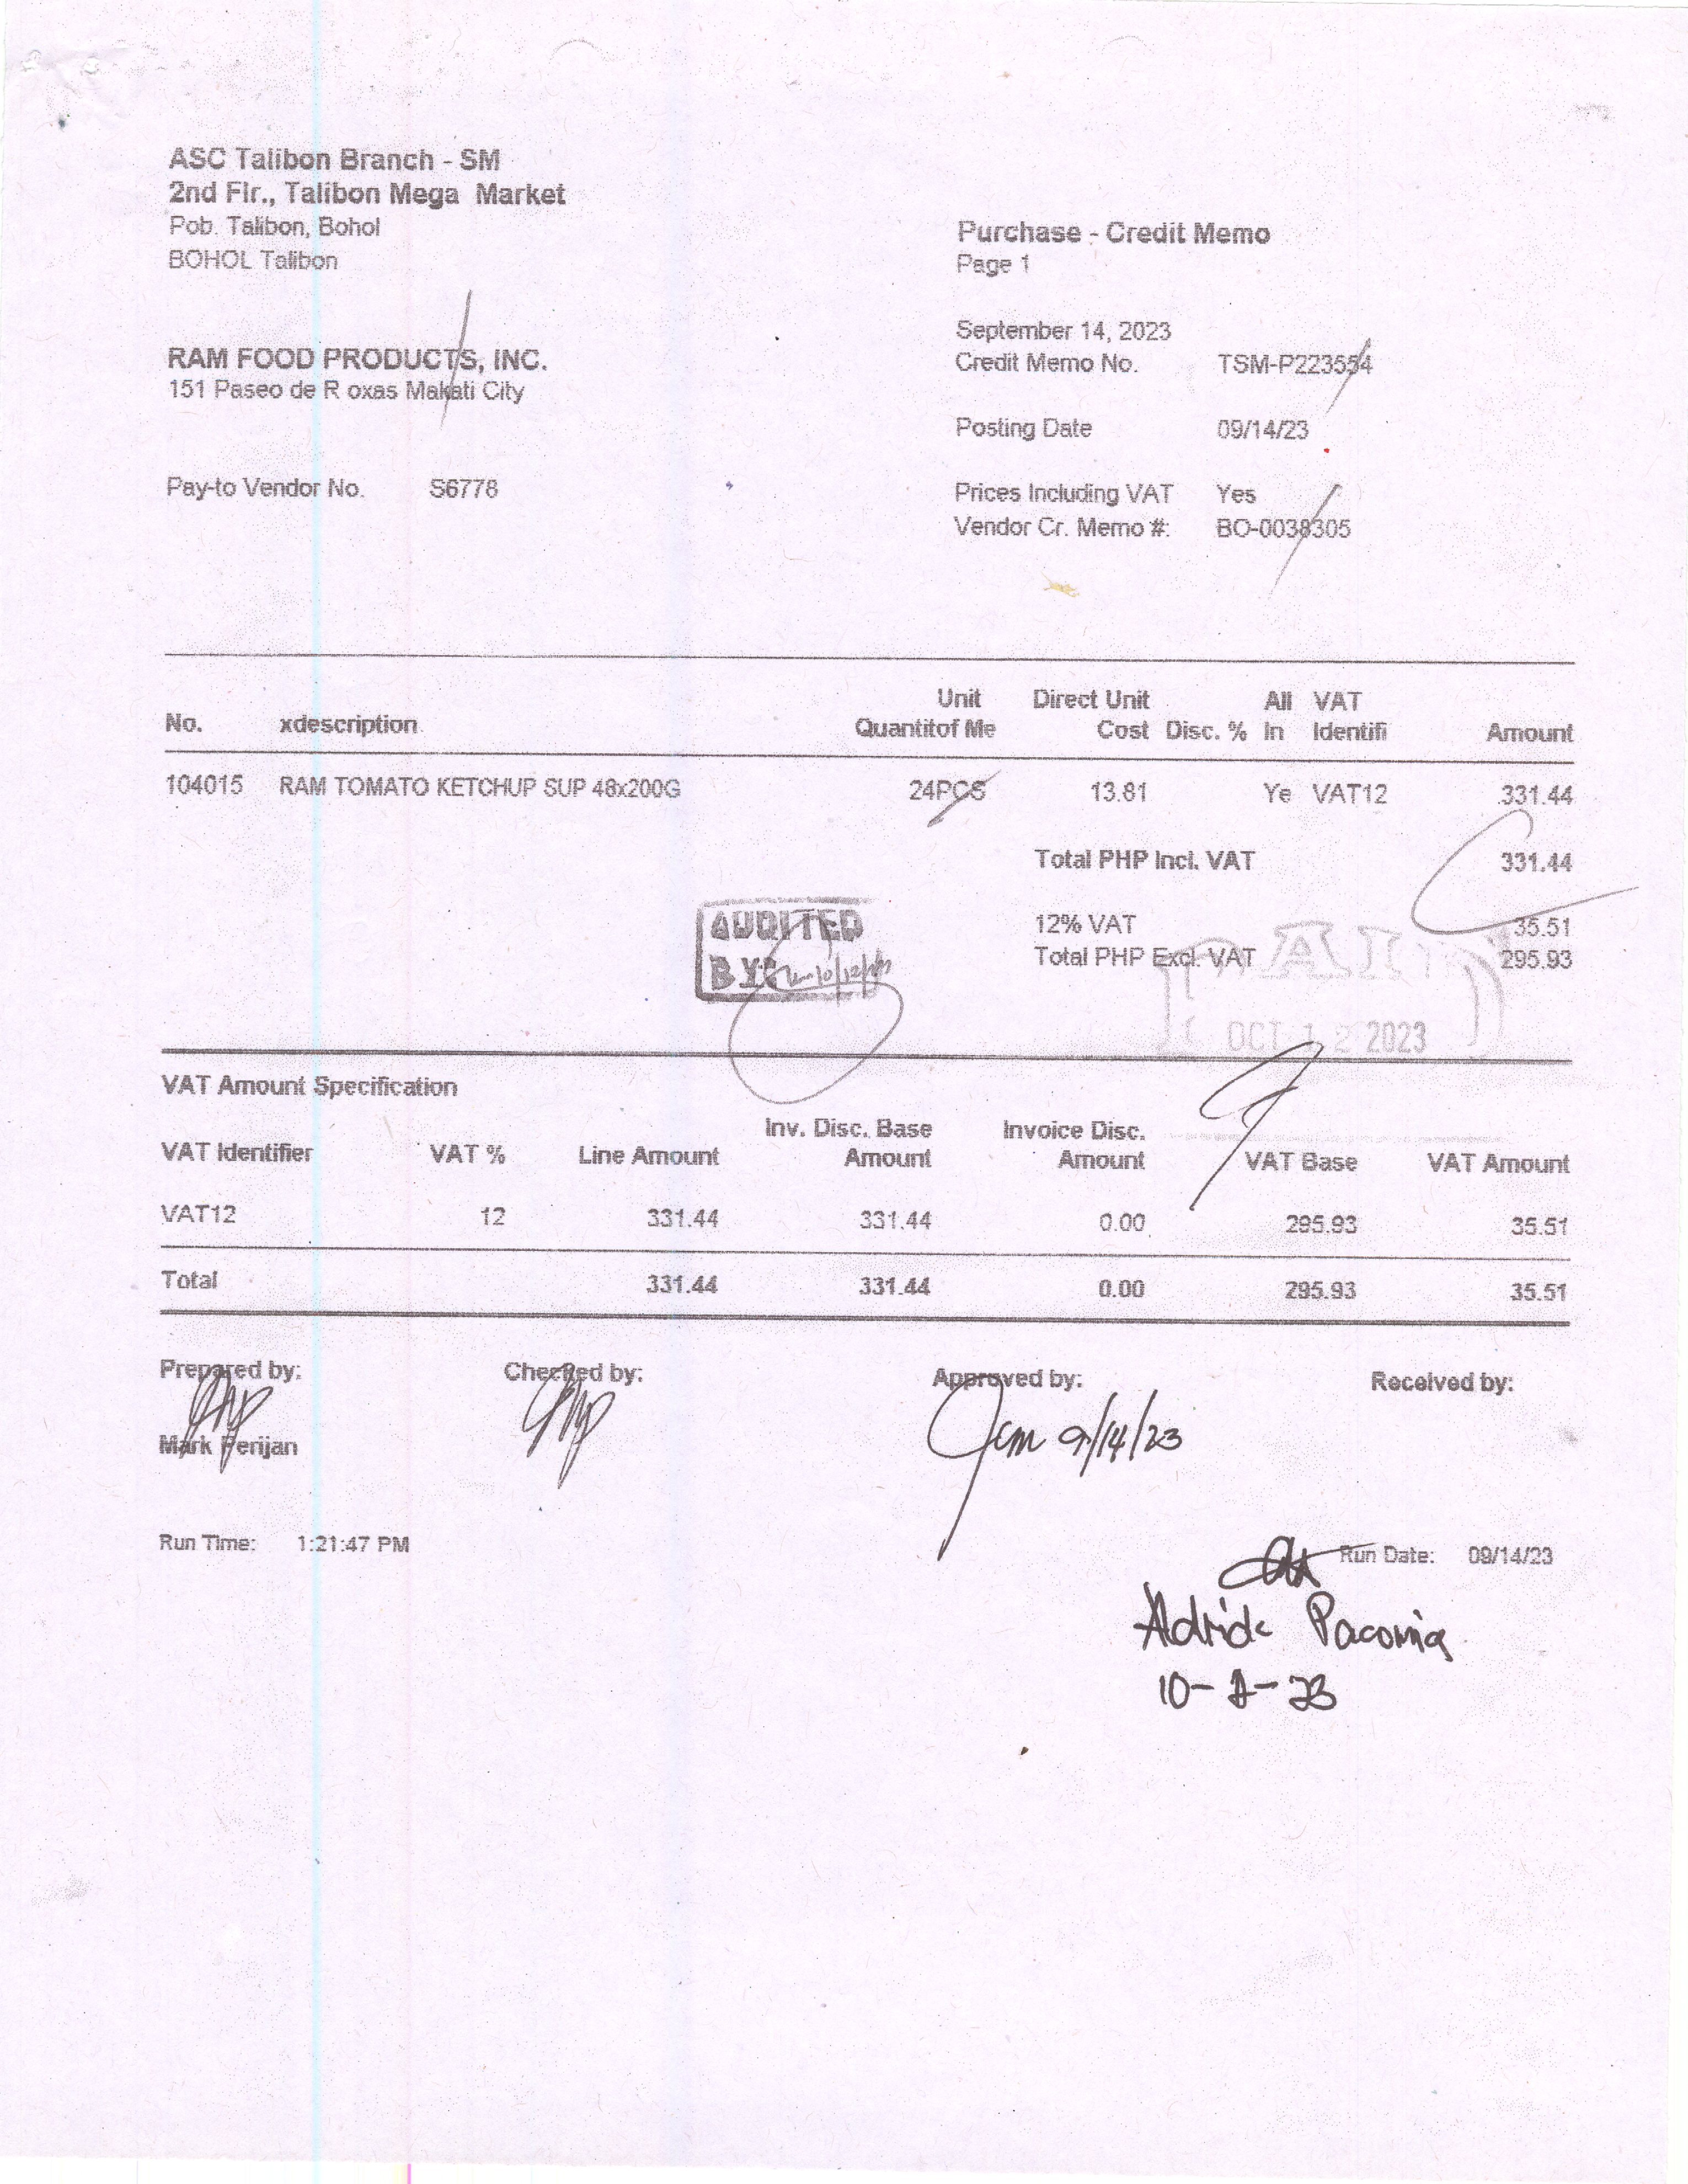 ASC Talibon Branch - SM
2nd Flr., Talibon Mega Market
Pob. Talibon, Bohol
BOHOL Talibon
Purchase - Credit Memo
Page 1
September 14, 2023
RAM FOOD PRODUCTS, INC.
Credit Memo No. TSM-P223554
151 Paseo de R oxas Makati City
Posting Date 09/14/23
Pay-to Vendor No. S6778
Prices Including VAT Yes
Vendor Cr. Memo #: BO-0038305
Unit Direct Unit All VAT
No. xdescription Quantitof Me Cost Disc. % In Identifi Amount
104015 RAM TOMATO KETCHUP SUP 48x200G 24PCS 13.81 Ye VAT12 331.44
Total PHP Incl. VAT 331.44
12% VAT 35.51
Total PHP Excl. VAT 295.93
AUDITED
BY: 10/12/
PAID
OCT 12 2023
VAT Amount Specification
Inv. Disc. Base Invoice Disc.
VAT Identifier VAT % Line Amount Amount Amount VAT Base VAT Amount
VAT12 12 331.44 331.44 0.00 295.93 35.51
Total 331.44 331.44 0.00 295.93 35.51
Prepared by: Checked by: Approved by: Received by:
9/14/23
Mark Perijan
Run Time: 1:21:47 PM Run Date: 09/14/23
10- -23